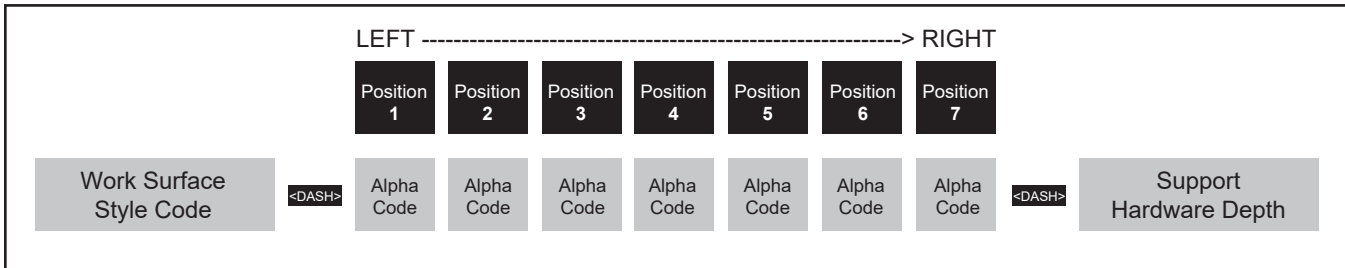 LEFT ------------------------------------------------------------> RIGHT
Position Position Position Position Position Position Position
1 2 3 4 5 6 7
Work Surface Style Code
<DASH>
Alpha Code
Alpha Code
Alpha Code
Alpha Code
Alpha Code
Alpha Code
Alpha Code
<DASH>
Support Hardware Depth